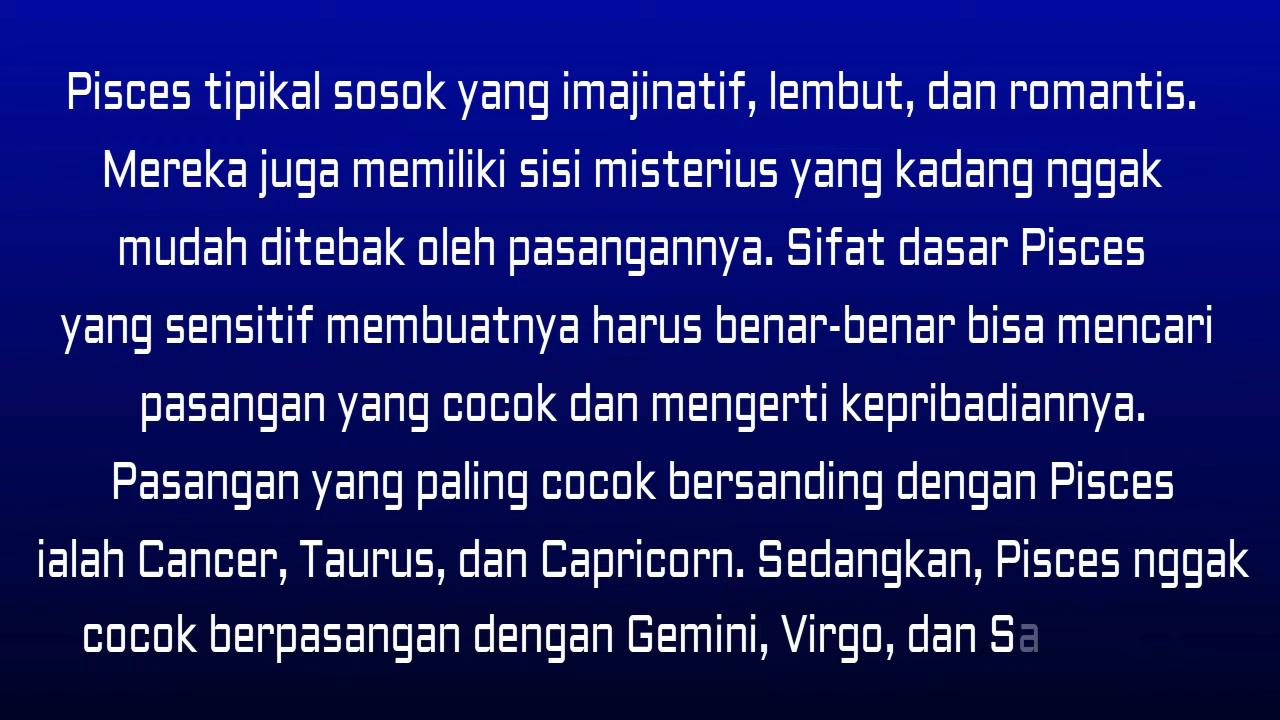 Pisces tipikal sosok yang imajinatif, lembut, dan romantis.
Mereka juga memiliki sisi misterius yang kadang nggak
mudah ditebak oleh pasangannya. Sifat dasar Pisces
yang sensitif membuatnya harus benar-benar bisa mencari
pasangan yang cocok dan mengerti kepribadiannya.
Pasangan yang paling cocok bersanding dengan Pisces
ialah Cancer, Taurus, dan Capricorn. Sedangkan, Pisces nggak
cocok berpasangan dengan Gemini, Virgo, dan Sa